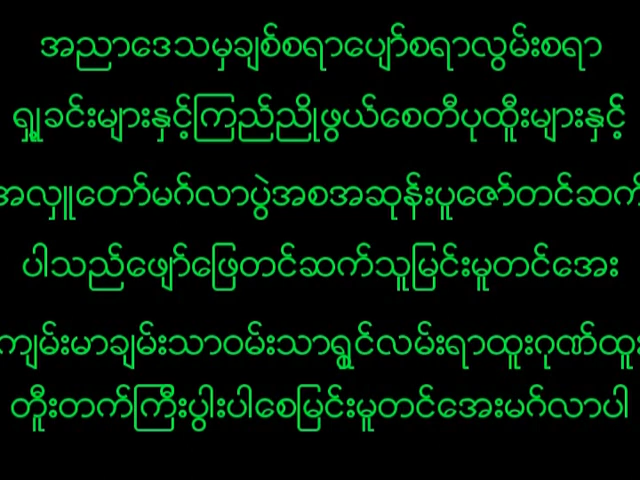 အညာဒေသမှချစ်စရာပျော်စရာလွမ်းစရာ
ရှုခင်းများနှင့်ကြည်ညိုဖွယ်စေတီပုထိူးများနှင့်
အလှူတော်မင်္ဂလာပွဲအစအဆုန်းပူဇော်တင်ဆက်
ပါသည်ဖျော်ဖြေတင်ဆက်သူမြင်းမူတင်အေး
ကျမ်းမာချမ်းသာဝမ်းသာရွှင်လမ်းရာထူးဂုဏ်ထူး
တိူးတက်ကြီးပွါးပါစေမြင်းမူတင်အေးမင်္ဂလာပါ